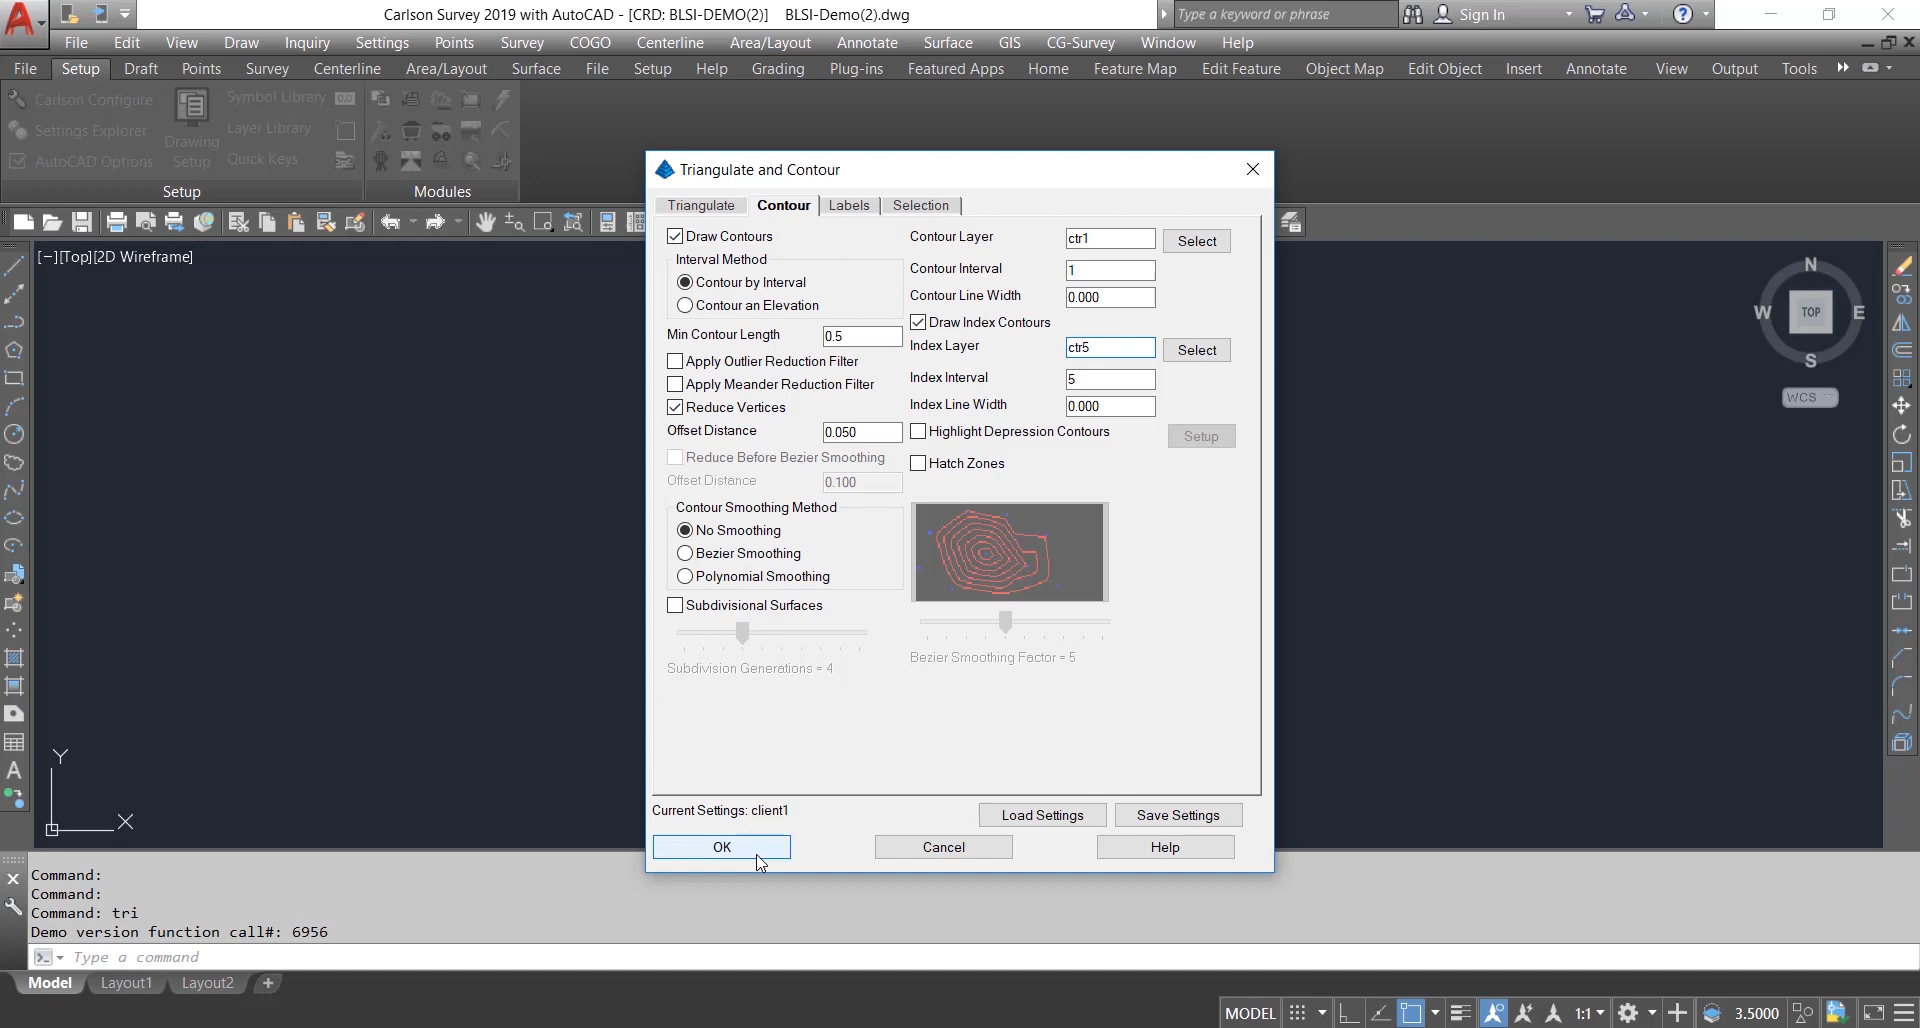 Carlson Survey 2019 with AutoCAD - [CRD: BLSI-DEMO(2)] BLSI-Demo(2).dwg
Type a keyword or phrase
Sign In
File Edit View Draw Inquiry Settings Points Survey COGO Centerline Area/Layout Annotate Surface GIS CG-Survey Window Help
File Setup Draft Points Survey Centerline Area/Layout Surface File Setup Help Grading Plug-ins Featured Apps Home Feature Map Edit Feature Object Map Edit Object Insert Annotate View Output Tools
Carlson Configure
Settings Explorer
AutoCAD Options
Drawing
Setup
Symbol Library
Layer Library
Quick Keys
Setup
Modules
[−][Top][2D Wireframe]
N
W TOP E
S
WCS
Y
X
Triangulate and Contour
Triangulate Contour Labels Selection
Draw Contours
Interval Method
Contour by Interval
Contour an Elevation
Min Contour Length 0.5
Apply Outlier Reduction Filter
Apply Meander Reduction Filter
Reduce Vertices
Offset Distance 0.050
Reduce Before Bezier Smoothing
Offset Distance 0.100
Contour Smoothing Method
No Smoothing
Bezier Smoothing
Polynomial Smoothing
Subdivisional Surfaces
Subdivision Generations = 4
Contour Layer ctr1 Select
Contour Interval 1
Contour Line Width 0.000
Draw Index Contours
Index Layer ctr5 Select
Index Interval 5
Index Line Width 0.000
Highlight Depression Contours Setup
Hatch Zones
Bezier Smoothing Factor = 5
Current Settings: client1
Load Settings Save Settings
OK Cancel Help
Command:
Command:
Command: tri
Demo version function call#: 6956
Type a command
Model Layout1 Layout2 +
MODEL 1:1 3.5000